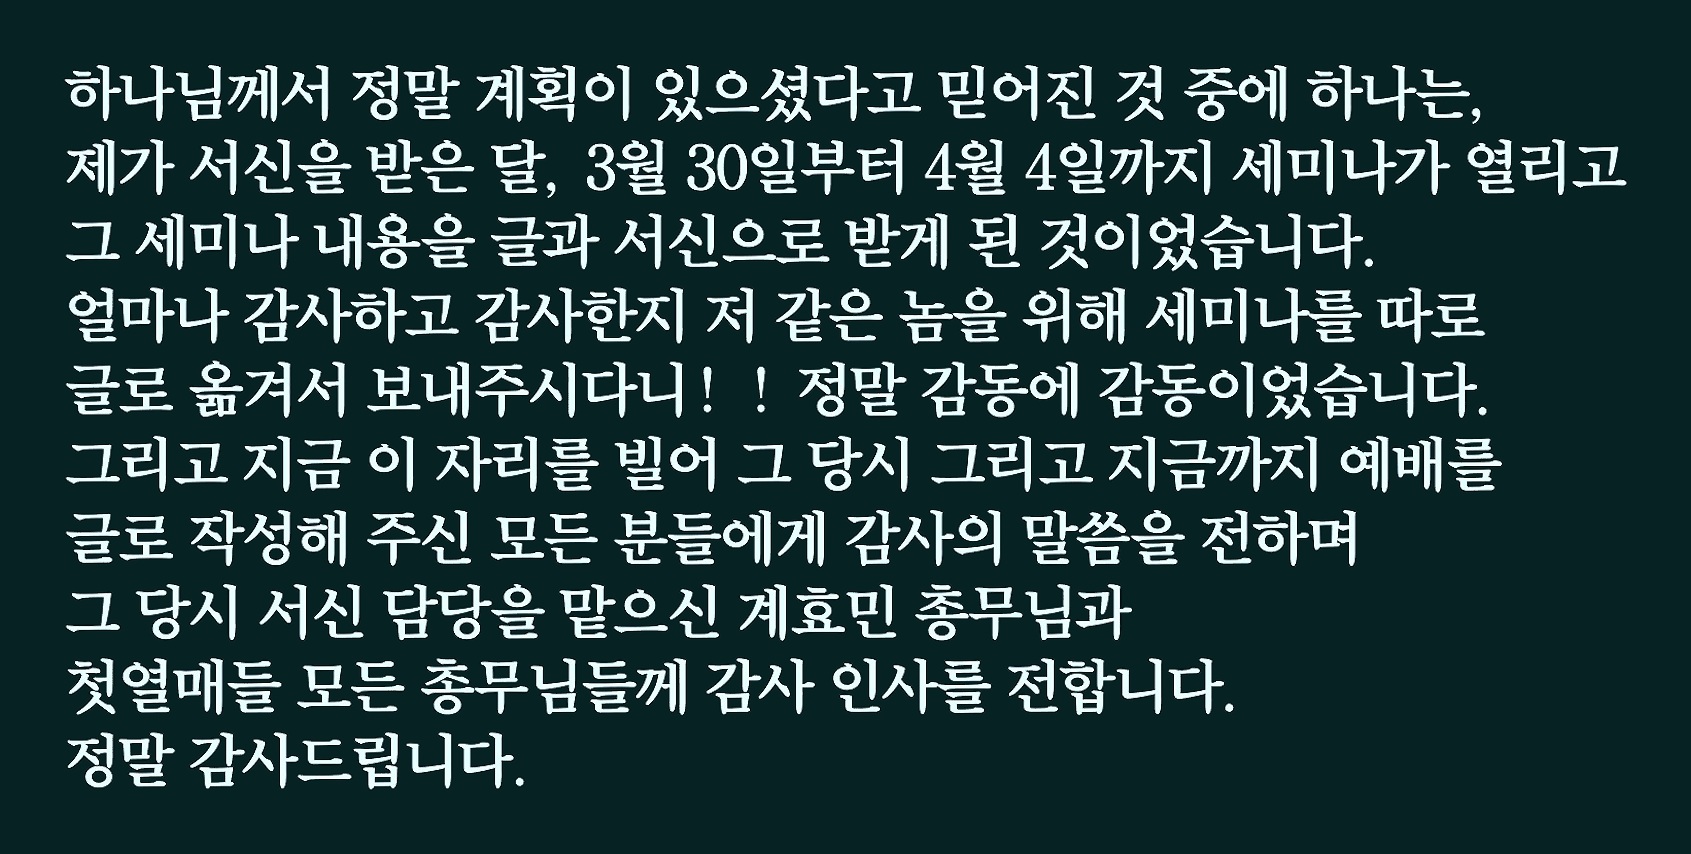 하나님께서 정말 계획이 있으셨다고 믿어진 것 중에 하나는,
제가 서신을 받은 달, 3월 30일부터 4월 4일까지 세미나가 열리고
그 세미나 내용을 글과 서신으로 받게 된 것이었습니다.
얼마나 감사하고 감사한지 저 같은 놈을 위해 세미나를 따로
글로 옮겨서 보내주시다니! ! 정말 감동에 감동이었습니다.
그리고 지금 이 자리를 빌어 그 당시 그리고 지금까지 예배를
글로 작성해 주신 모든 분들에게 감사의 말씀을 전하며
그 당시 서신 담당을 맡으신 계효민 총무님과
첫열매들 모든 총무님들께 감사 인사를 전합니다.
정말 감사드립니다.